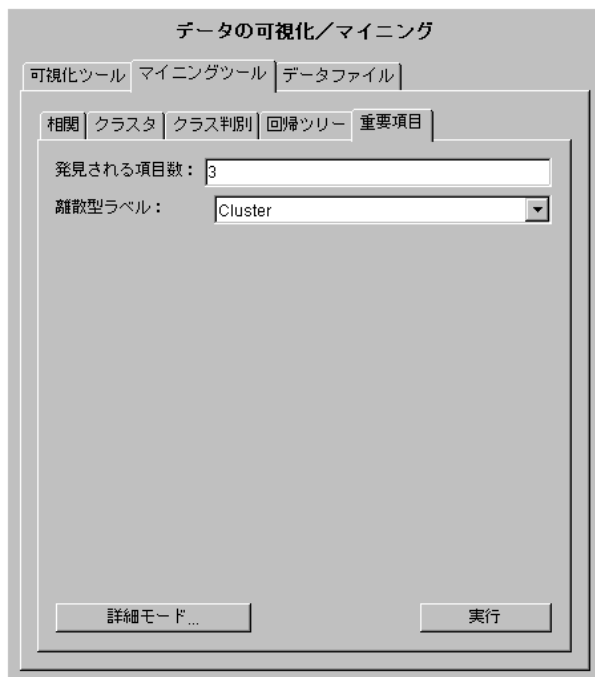 データの可視化／マイニング
可視化ツール マイニングツール データファイル
相関 クラスタ クラス判別 回帰ツリー 重要項目
発見される項目数： 3
離散型ラベル： Cluster
詳細モード... 実行